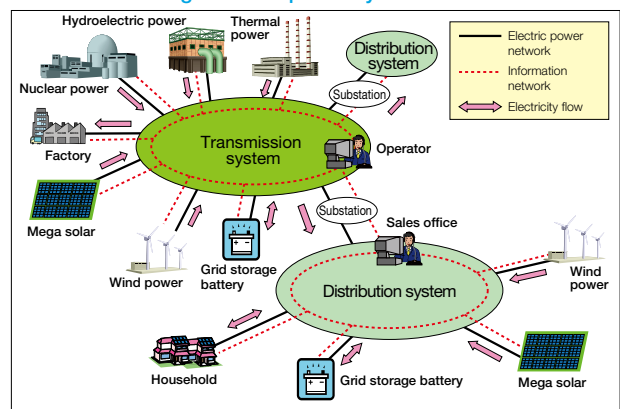 Hydroelectric power
Thermal
power
Nuclear power
Distribution
system
Substation
Electric power
network
Information
network
Electricity flow
Factory
Transmission
system
Operator
Mega solar
Wind power
Grid storage
battery
Substation
Sales office
Wind
power
Distribution system
Household
Grid storage battery
Mega solar